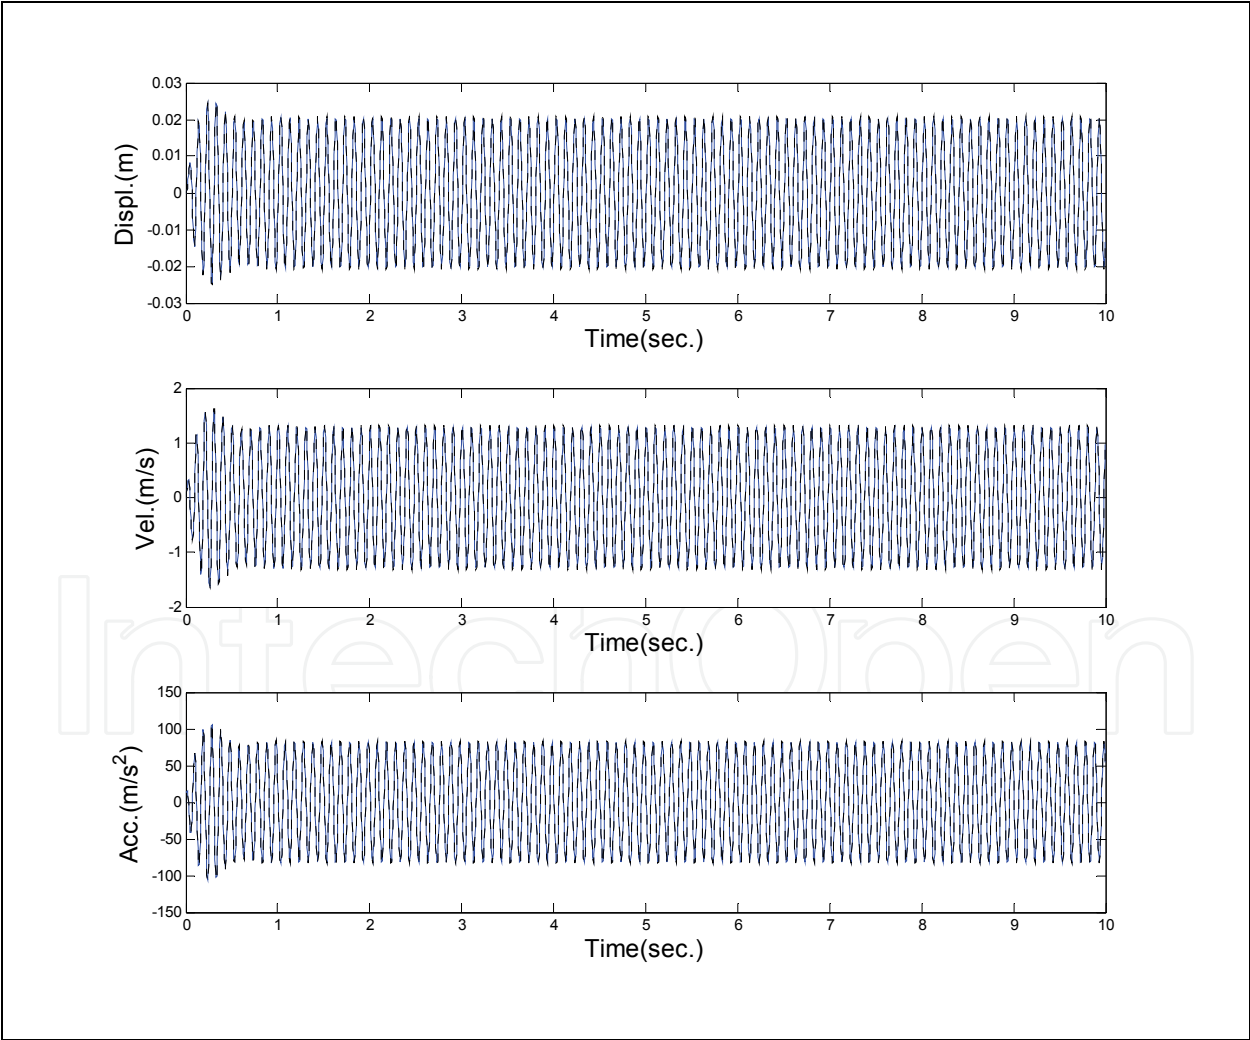 0.03
0.02
0.01
0
-0.01
-0.02
-0.03
Displ.(m)
0 1 2 3 4 5 6 7 8 9 10
Time(sec.)
2
1
0
-1
-2
Vel.(m/s)
0 1 2 3 4 5 6 7 8 9 10
Time(sec.)
150
100
50
0
-50
-100
-150
Acc.(m/s²)
0 1 2 3 4 5 6 7 8 9 10
Time(sec.)
IntechOpen